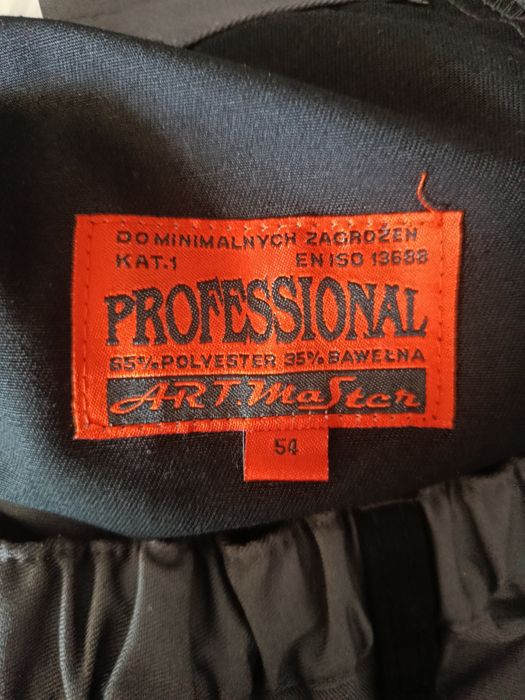 DO MINIMALNYCH ZAGROŻEŃ
KAT.1 EN ISO 13688
PROFESSIONAL
65% POLYESTER 35% BAWEŁNA
ART.MaSter
54